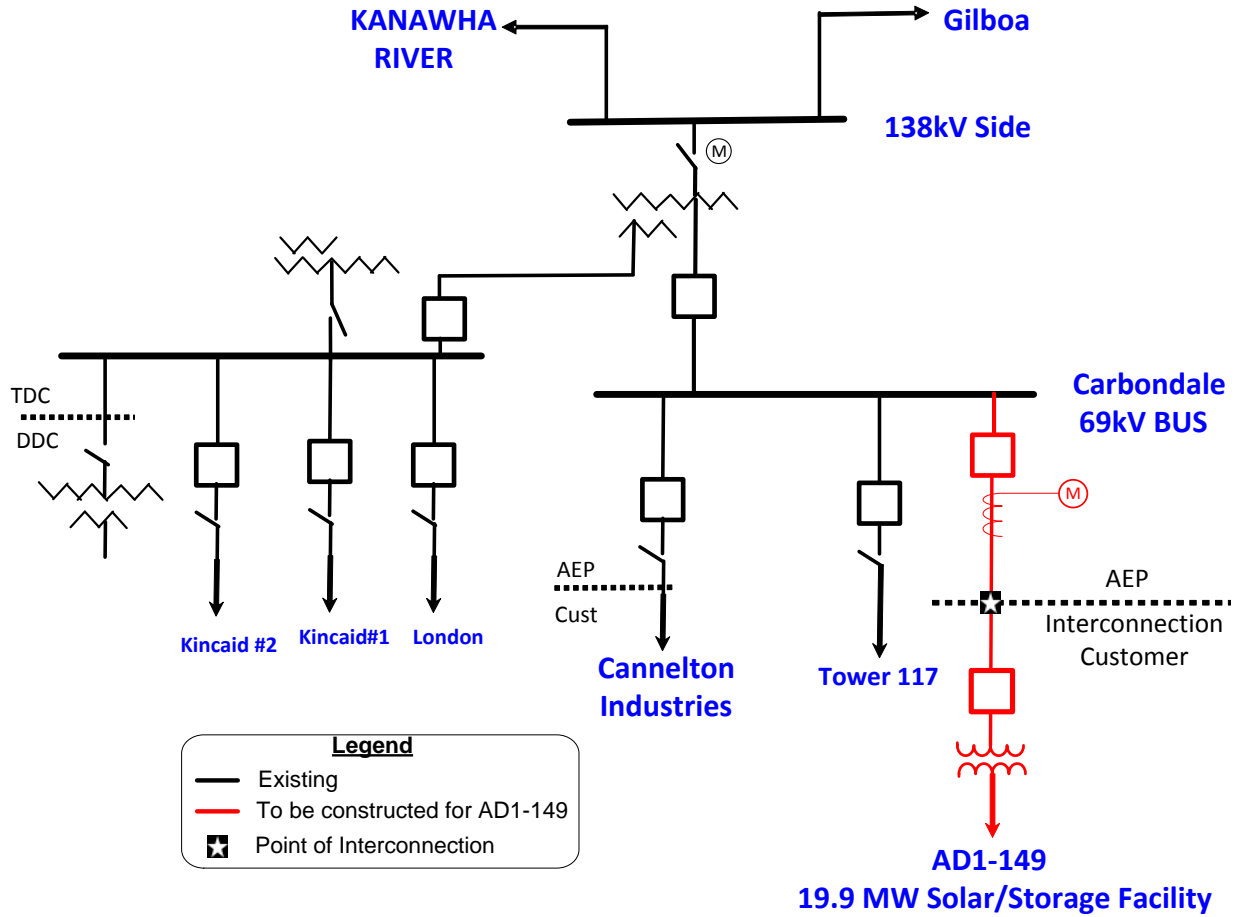 KANAWHA
RIVER
Gilboa
138kV Side
M
TDC
DDC
Carbondale
69kV BUS
M
AEP
Cust
AEP
Interconnection
Customer
Kincaid #2
Kincaid#1
London
Cannelton
Industries
Tower 117
Legend
Existing
To be constructed for AD1-149
Point of Interconnection
AD1-149
19.9 MW Solar/Storage Facility